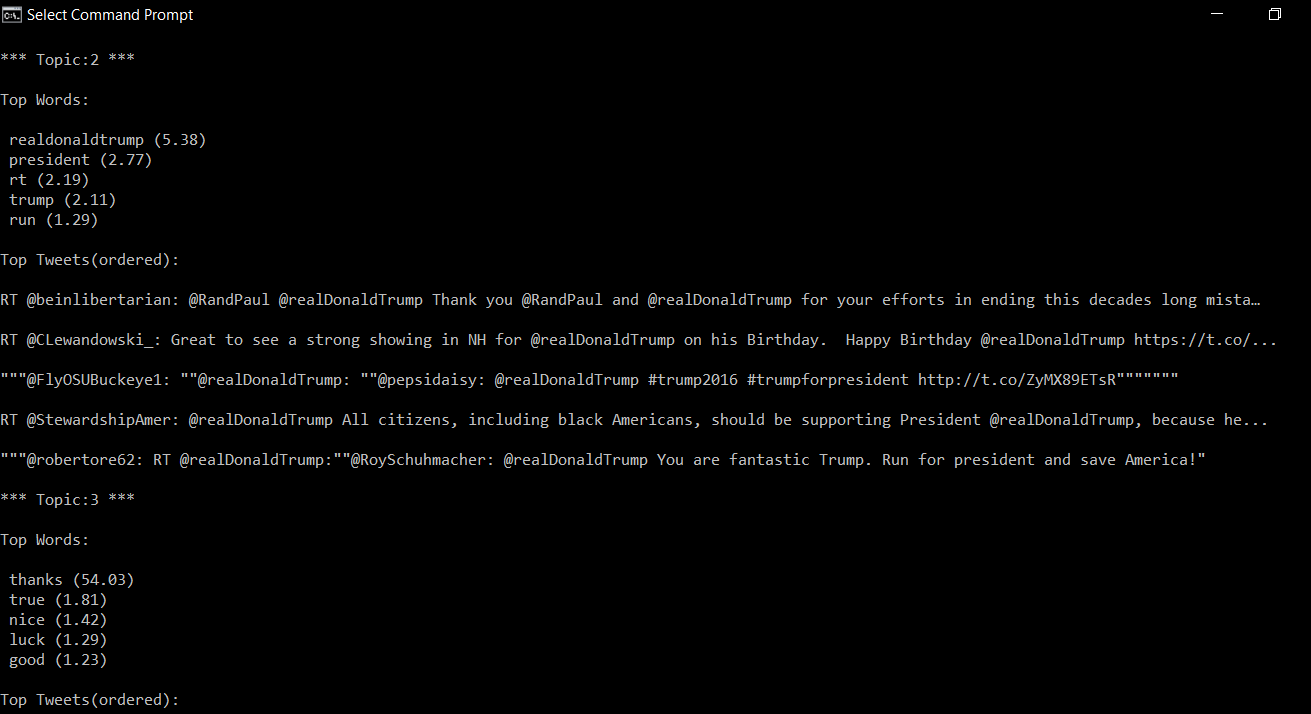 Select Command Prompt
*** Topic:2 ***
Top Words:
realdonaldtrump (5.38)
president (2.77)
rt (2.19)
trump (2.11)
run (1.29)
Top Tweets(ordered):
RT @beinlibertarian: @RandPaul @realDonaldTrump Thank you @RandPaul and @realDonaldTrump for your efforts in ending this decades long mista…
RT @CLewandowski_: Great to see a strong showing in NH for @realDonaldTrump on his Birthday.  Happy Birthday @realDonaldTrump https://t.co/...
"""@FlyOSUBuckeye1: ""@realDonaldTrump: ""@pepsidaisy: @realDonaldTrump #trump2016 #trumpforpresident http://t.co/ZyMX89ETsR"""""""
RT @StewardshipAmer: @realDonaldTrump All citizens, including black Americans, should be supporting President @realDonaldTrump, because he...
"""@robertore62: RT @realDonaldTrump:""@RoySchuhmacher: @realDonaldTrump You are fantastic Trump. Run for president and save America!"
*** Topic:3 ***
Top Words:
thanks (54.03)
true (1.81)
nice (1.42)
luck (1.29)
good (1.23)
Top Tweets(ordered):